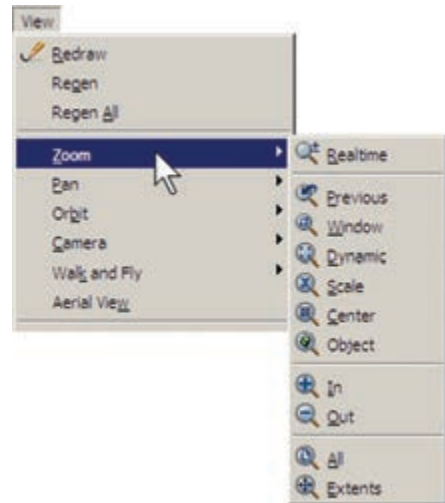 View
Redraw
Regen
Regen All
Zoom
Pan
Orbit
Camera
Walk and Fly
Aerial View
Realtime
Previous
Window
Dynamic
Scale
Center
Object
In
Out
All
Extents